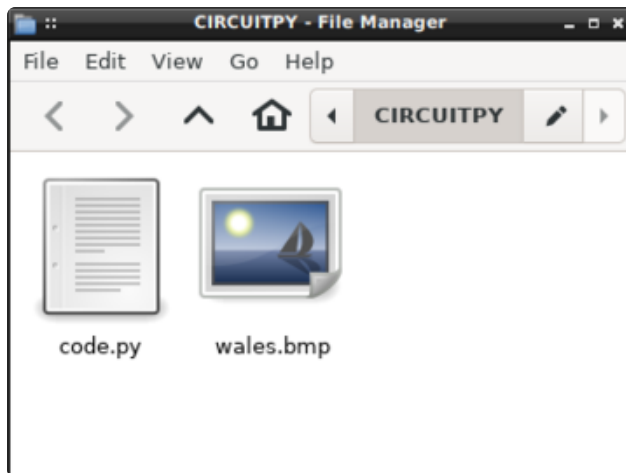 CIRCUITPY - File Manager
File Edit View Go Help
CIRCUITPY
code.py wales.bmp